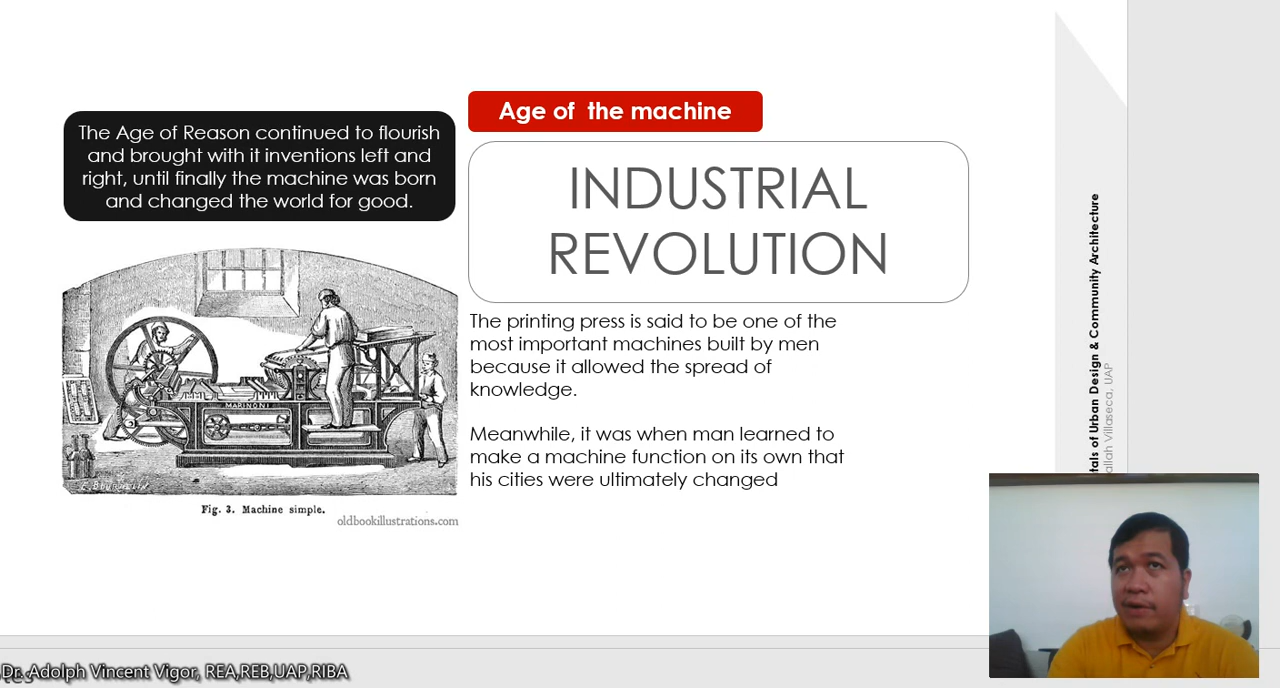 Age of the machine
The Age of Reason continued to flourish
and brought with it inventions left and
right, until finally the machine was born
and changed the world for good.
INDUSTRIAL
REVOLUTION
MARINONI
Fig. 3. Machine simple.
oldbookillustrations.com
The printing press is said to be one of the
most important machines built by men
because it allowed the spread of
knowledge.
Meanwhile, it was when man learned to
make a machine function on its own that
his cities were ultimately changed
of Urban Design & Community Architecture
Villaseca, UAP
Dr. Adolph Vincent Vigor, REA,REB,UAP,RIBA